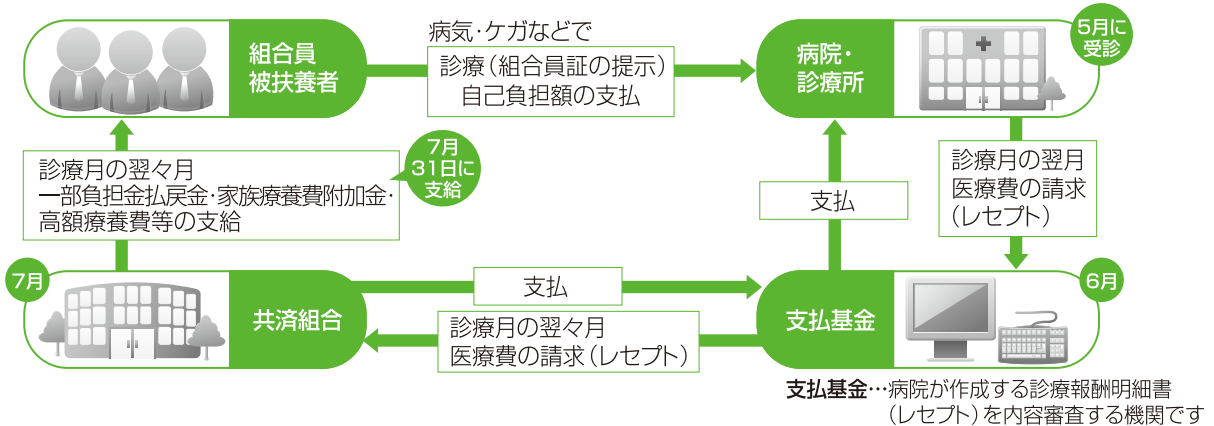 組合員
被扶養者
病気・ケガなどで
診療（組合員証の提示）
自己負担額の支払
病院・
診療所
5月に
受診
診療月の翌月
医療費の請求
（レセプト）
支払
診療月の翌々月
一部負担金払戻金・家族療養費附加金・
高額療養費等の支給
7月
31日に
支給
7月
共済組合
支払
診療月の翌々月
医療費の請求（レセプト）
支払基金
6月
支払基金…病院が作成する診療報酬明細書
（レセプト）を内容審査する機関です